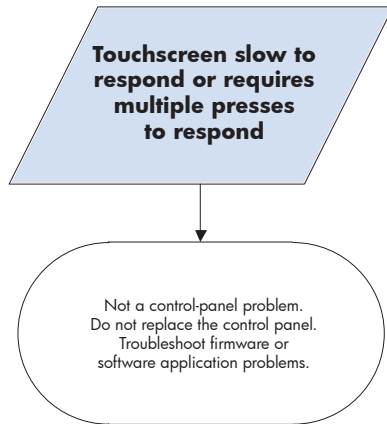 Touchscreen slow to
respond or requires
multiple presses
to respond
Not a control-panel problem.
Do not replace the control panel.
Troubleshoot firmware or
software application problems.